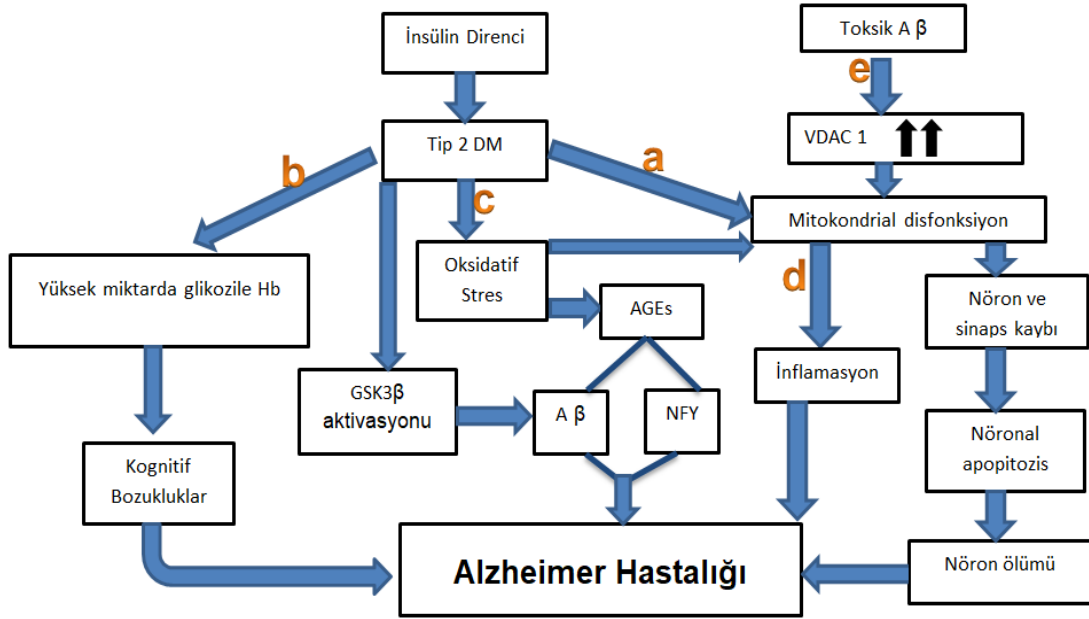 İnsülin Direnci
Toksik A β
e
Tip 2 DM
VDAC 1
b
a
c
Mitokondrial disfonksiyon
Yüksek miktarda glikozile Hb
Oksidatif
Stres
d
AGEs
Nöron ve
sinaps kaybı
GSK3β
aktivasyonu
A β
NFY
İnflamasyon
Kognitif
Bozukluklar
Nöronal
apopitozis
Alzheimer Hastalığı
Nöron ölümü